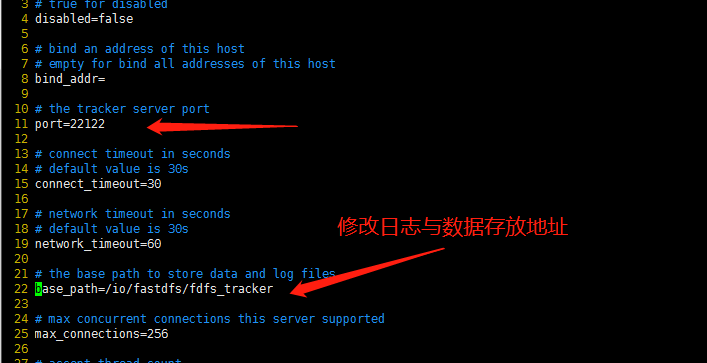 3 # true for disabled
4 disabled=false
5
6 # bind an address of this host
7 # empty for bind all addresses of this host
8 bind_addr=
9
10 # the tracker server port
11 port=22122
12
13 # connect timeout in seconds
14 # default value is 30s
15 connect_timeout=30
16
17 # network timeout in seconds
18 # default value is 30s
19 network_timeout=60
20
修改日志与数据存放地址
21 # the base path to store data and log files
22 base_path=/io/fastdfs/fdfs_tracker
23
24 # max concurrent connections this server supported
25 max_connections=256
26
27 # accept thread count